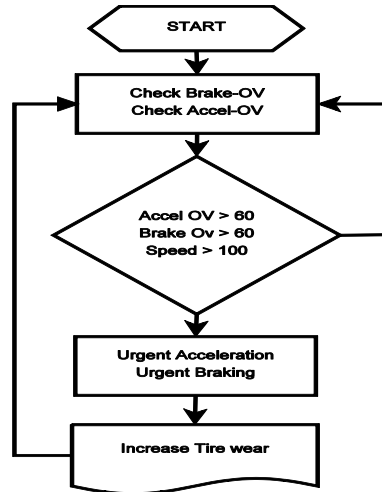 START
Check Brake-OV
Check Accel-OV
Accel OV > 60
Brake Ov > 60
Speed > 100
Urgent Acceleration
Urgent Braking
Increase Tire wear